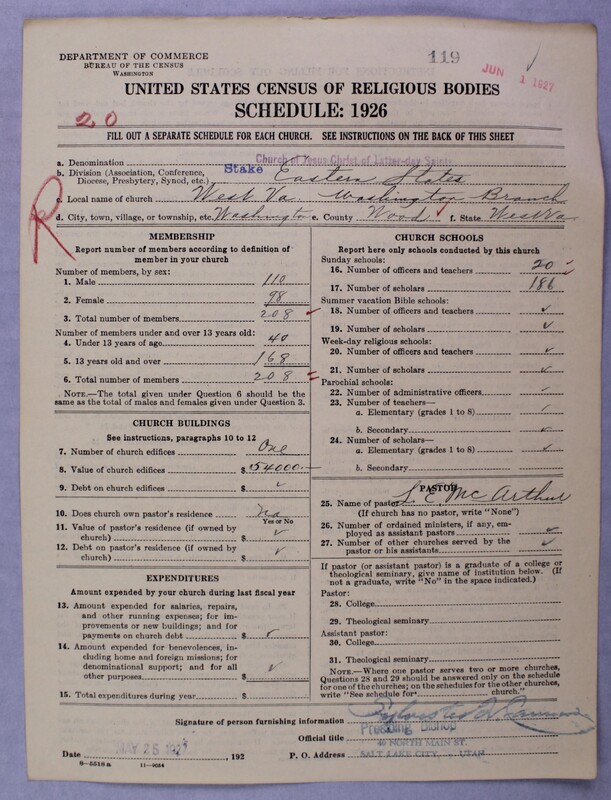 DEPARTMENT OF COMMERCE
BUREAU OF THE CENSUS
WASHINGTON
119
JUN 1 1927
UNITED STATES CENSUS OF RELIGIOUS BODIES
SCHEDULE: 1926
20
FILL OUT A SEPARATE SCHEDULE FOR EACH CHURCH. SEE INSTRUCTIONS ON THE BACK OF THIS SHEET
a. Denomination Church of Jesus Christ of Latter-day Saints
b. Division (Association, Conference, Diocese, Presbytery, Synod, etc.) Stake Eastern States
c. Local name of church West Va. Washington Branch
d. City, town, village, or township, etc. Washington e. County Wood f. State West Va
R
MEMBERSHIP
Report number of members according to definition of
member in your church
Number of members, by sex:
1. Male 110
2. Female 98
3. Total number of members 208
Number of members under and over 13 years old:
4. Under 13 years of age 40
5. 13 years old and over 168
6. Total number of members 208
NOTE.—The total given under Question 6 should be
same as the total of males and females given under Question 3.
CHURCH BUILDINGS
See instructions, paragraphs 10 to 12
7. Number of church edifices One
8. Value of church edifices $
9. Debt on church edifices $
10. Does church own pastor's residence?
Yes or No
11. Value of pastor's residence (if owned by
church) $
12. Debt on pastor's residence (if owned by
church) $
EXPENDITURES
Amount expended by your church during last fiscal year
13. Amount expended for salaries, repairs,
and other running expenses; for im-
provements or new buildings; and for
payments on church debt $
14. Amount expended for benevolences, in-
cluding home and foreign missions; for
denominational support; and for all
other purposes $
15. Total expenditures during year $
CHURCH SCHOOLS
Report here only schools conducted by this church
Sunday schools:
16. Number of officers and teachers 20
17. Number of scholars 186
Summer vacation Bible schools:
18. Number of officers and teachers
19. Number of scholars
Week-day religious schools:
20. Number of officers and teachers
21. Number of scholars
Parochial schools:
22. Number of administrative officers
23. Number of teachers—
a. Elementary (grades 1 to 8)
b. Secondary
24. Number of scholars—
a. Elementary (grades 1 to 8)
b. Secondary
PASTOR
25. Name of pastor L. E. McArthur
(If church has no pastor, write "None")
26. Number of ordained ministers, if any, em-
ployed as assistant pastors
27. Number of other churches served by the
pastor or his assistants
If pastor (or assistant pastor) is a graduate of a college or
theological seminary, give name of institution below. (If
not a graduate, write "No" in the space indicated.)
Pastor:
28. College
29. Theological seminary
Assistant pastor:
30. College
31. Theological seminary
NOTE.—Where one pastor serves two or more churches,
Questions 28 and 29 should be answered only on the schedule
for one of the churches; on the schedules for the other churches,
write "See schedule for church."
Signature of person furnishing information
Official title Presiding Bishop
40 NORTH MAIN ST.
Date MAY 25 1927, 192 P. O. Address SALT LAKE CITY, - UTAH
8—5518a 11—9514